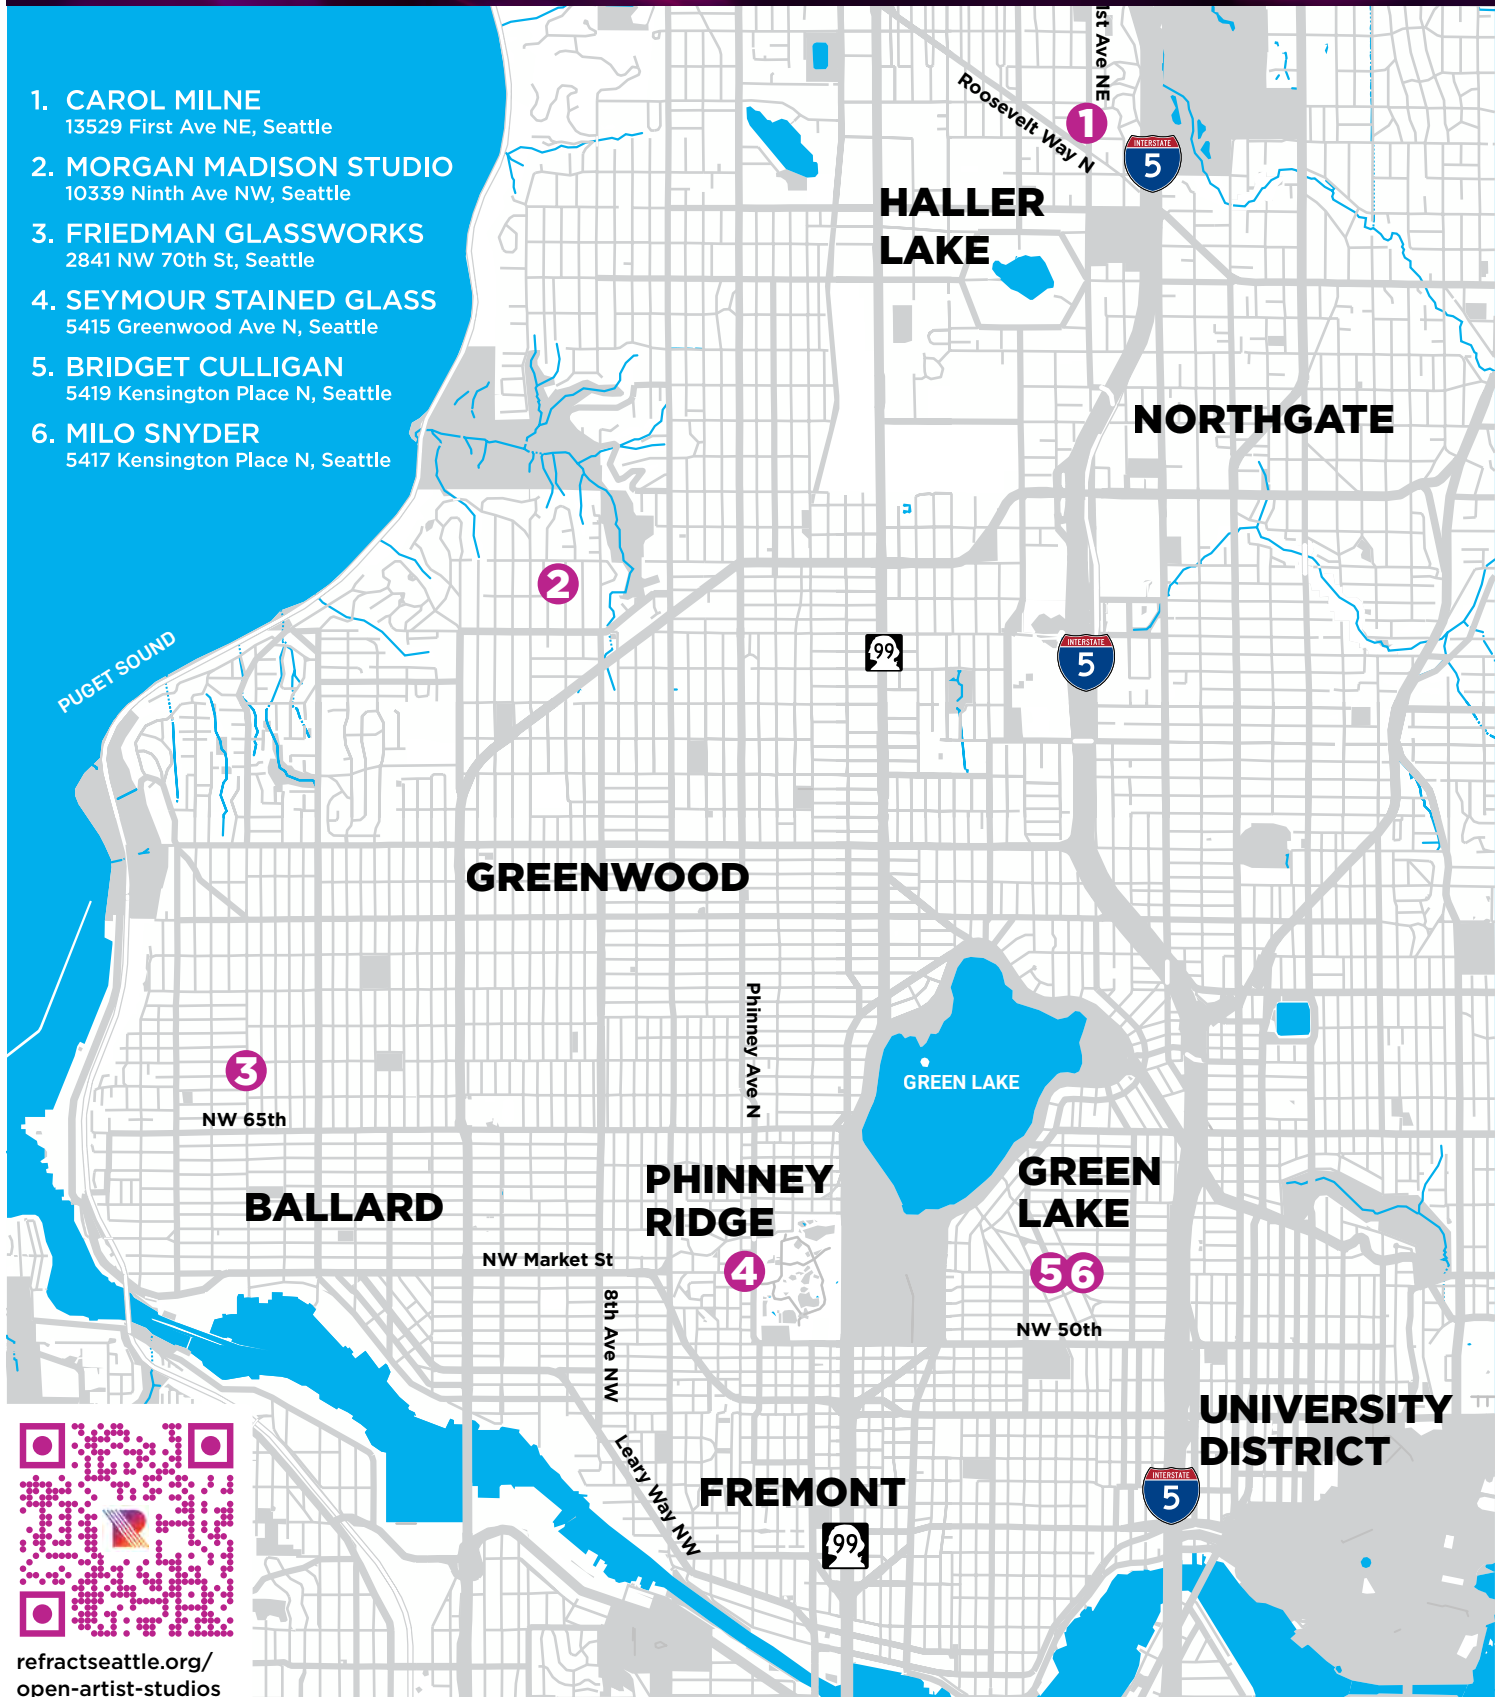 1. CAROL MILNE
13529 First Ave NE, Seattle
2. MORGAN MADISON STUDIO
10339 Ninth Ave NW, Seattle
3. FRIEDMAN GLASSWORKS
2841 NW 70th St, Seattle
4. SEYMOUR STAINED GLASS
5415 Greenwood Ave N, Seattle
5. BRIDGET CULLIGAN
5419 Kensington Place N, Seattle
6. MILO SNYDER
5417 Kensington Place N, Seattle
1st Ave NE
Roosevelt Way N
1
INTERSTATE
5
HALLER
LAKE
NORTHGATE
2
PUGET SOUND
99
INTERSTATE
5
GREENWOOD
Phinney Ave N
3
GREEN LAKE
NW 65th
PHINNEY
RIDGE
GREEN
LAKE
BALLARD
NW Market St
4
5
6
8th Ave NW
NW 50th
UNIVERSITY
DISTRICT
Leary Way NW
FREMONT
INTERSTATE
5
99
refractseattle.org/
open-artist-studios